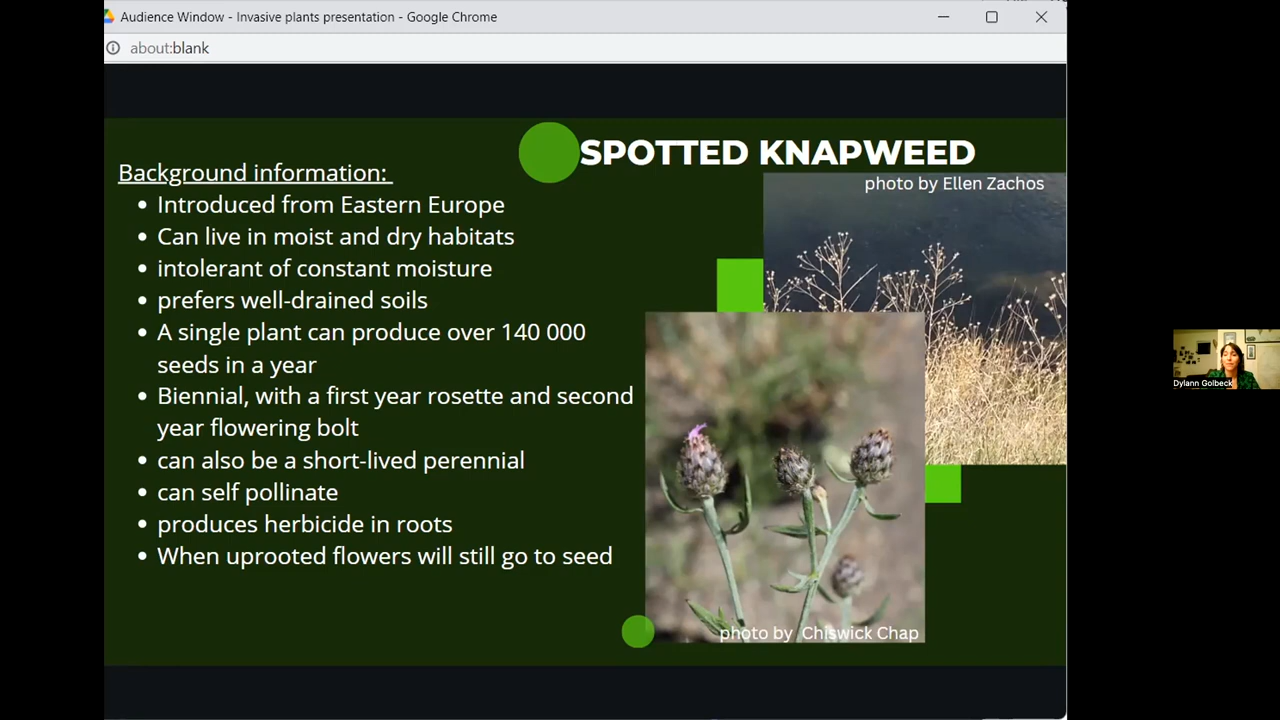 Audience Window - Invasive plants presentation - Google Chrome
about:blank
SPOTTED KNAPWEED
photo by Ellen Zachos
Background information:
• Introduced from Eastern Europe
• Can live in moist and dry habitats
• intolerant of constant moisture
• prefers well-drained soils
• A single plant can produce over 140 000
seeds in a year
• Biennial, with a first year rosette and second
year flowering bolt
• can also be a short-lived perennial
• can self pollinate
• produces herbicide in roots
• When uprooted flowers will still go to seed
photo by Chiswick Chap
Dylann Golbeck